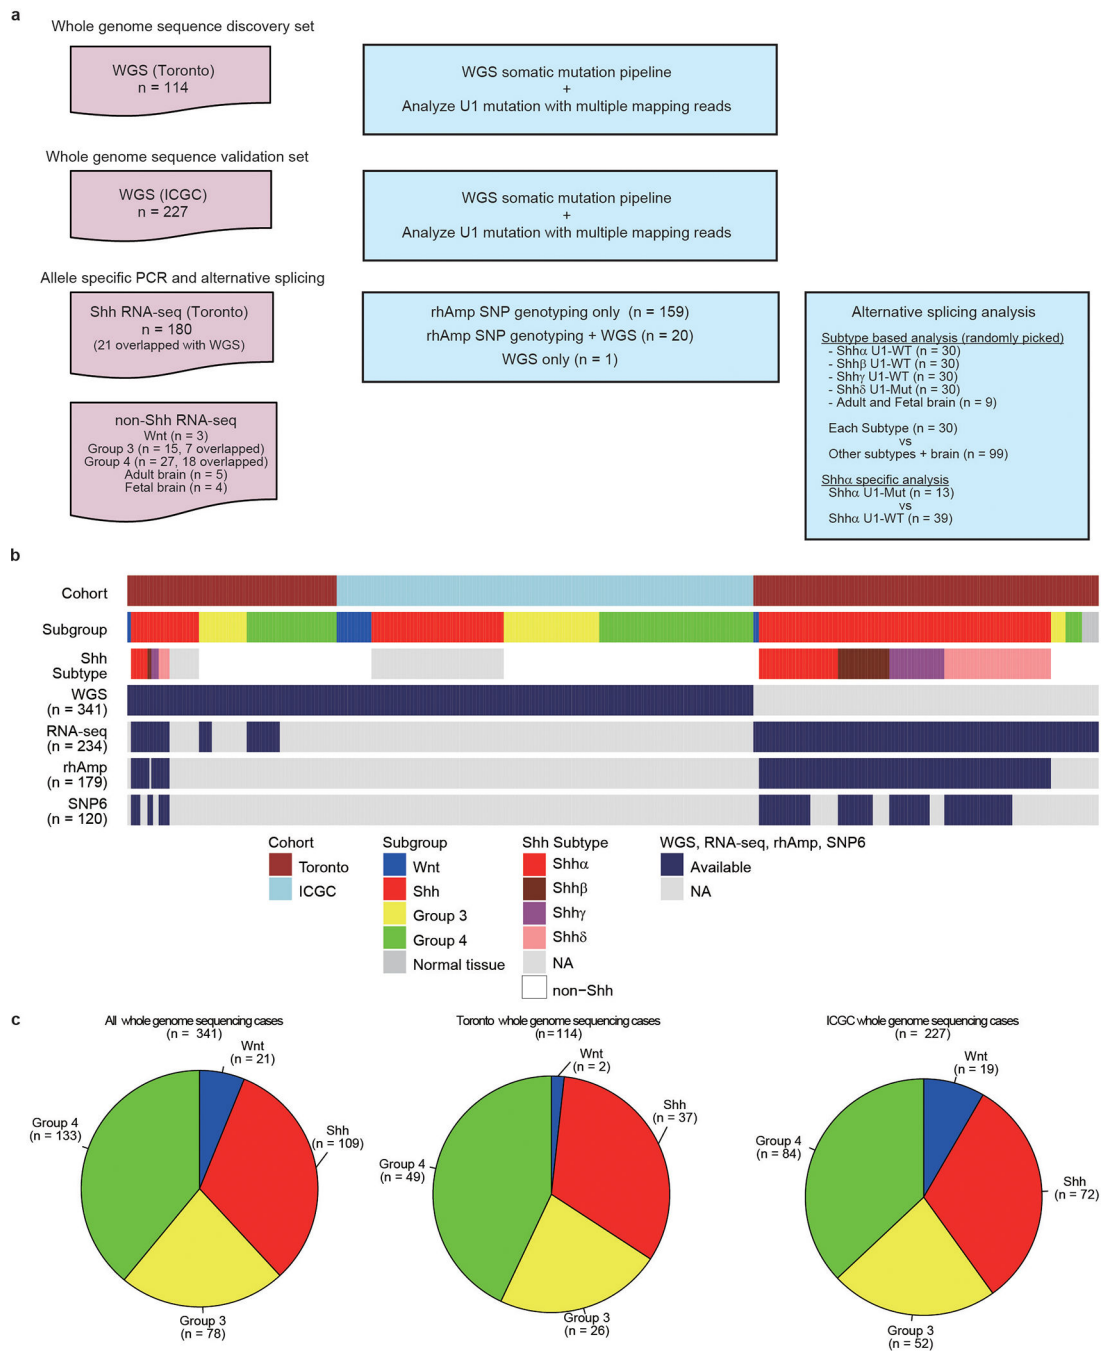 a
Whole genome sequence discovery set
WGS (Toronto)
n = 114
WGS somatic mutation pipeline
+
Analyze U1 mutation with multiple mapping reads
Whole genome sequence validation set
WGS (ICGC)
n = 227
WGS somatic mutation pipeline
+
Analyze U1 mutation with multiple mapping reads
Allele specific PCR and alternative splicing
Shh RNA-seq (Toronto)
n = 180
(21 overlapped with WGS)
rhAmp SNP genotyping only (n = 159)
rhAmp SNP genotyping + WGS (n = 20)
WGS only (n = 1)
non-Shh RNA-seq
Wnt (n = 3)
Group 3 (n = 15, 7 overlapped)
Group 4 (n = 27, 18 overlapped)
Adult brain (n = 5)
Fetal brain (n = 4)
Alternative splicing analysis
Subtype based analysis (randomly picked)
- Shhα U1-WT (n = 30)
- Shhβ U1-WT (n = 30)
- Shhγ U1-WT (n = 30)
- Shhδ U1-Mut (n = 30)
- Adult and Fetal brain (n = 9)
Each Subtype (n = 30)
vs
Other subtypes + brain (n = 99)
Shhα specific analysis
Shhα U1-Mut (n = 13)
vs
Shhα U1-WT (n = 39)
b
Cohort
Subgroup
Shh
Subtype
WGS
(n = 341)
RNA-seq
(n = 234)
rhAmp
(n = 179)
SNP6
(n = 120)
Cohort
Toronto
ICGC
Subgroup
Wnt
Shh
Group 3
Group 4
Normal tissue
Shh Subtype
Shhα
Shhβ
Shhγ
Shhδ
NA
non−Shh
WGS, RNA-seq, rhAmp, SNP6
Available
NA
c
All whole genome sequencing cases
(n = 341)
Wnt
(n = 21)
Shh
(n = 109)
Group 3
(n = 78)
Group 4
(n = 133)
Toronto whole genome sequencing cases
(n = 114)
Wnt
(n = 2)
Shh
(n = 37)
Group 3
(n = 26)
Group 4
(n = 49)
ICGC whole genome sequencing cases
(n = 227)
Wnt
(n = 19)
Shh
(n = 72)
Group 3
(n = 52)
Group 4
(n = 84)